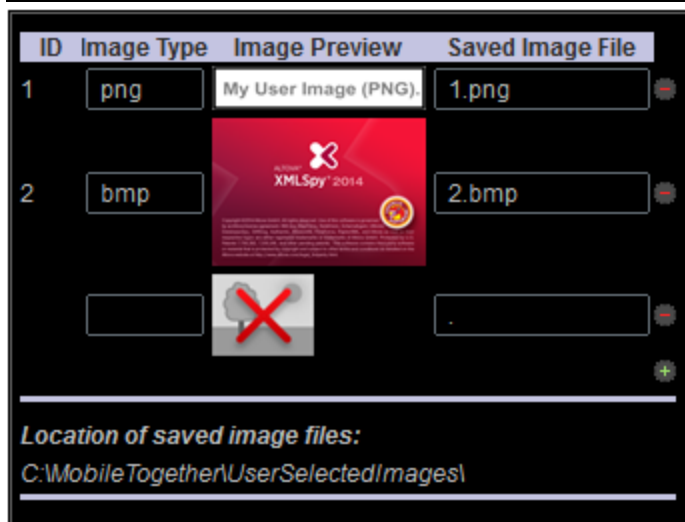 ID Image Type Image Preview Saved Image File
1 png My User Image (PNG). 1.png
ALTOVA®
XMLSpy® 2014
2 bmp 2.bmp
.
Location of saved image files:
C:\MobileTogether\UserSelectedImages\